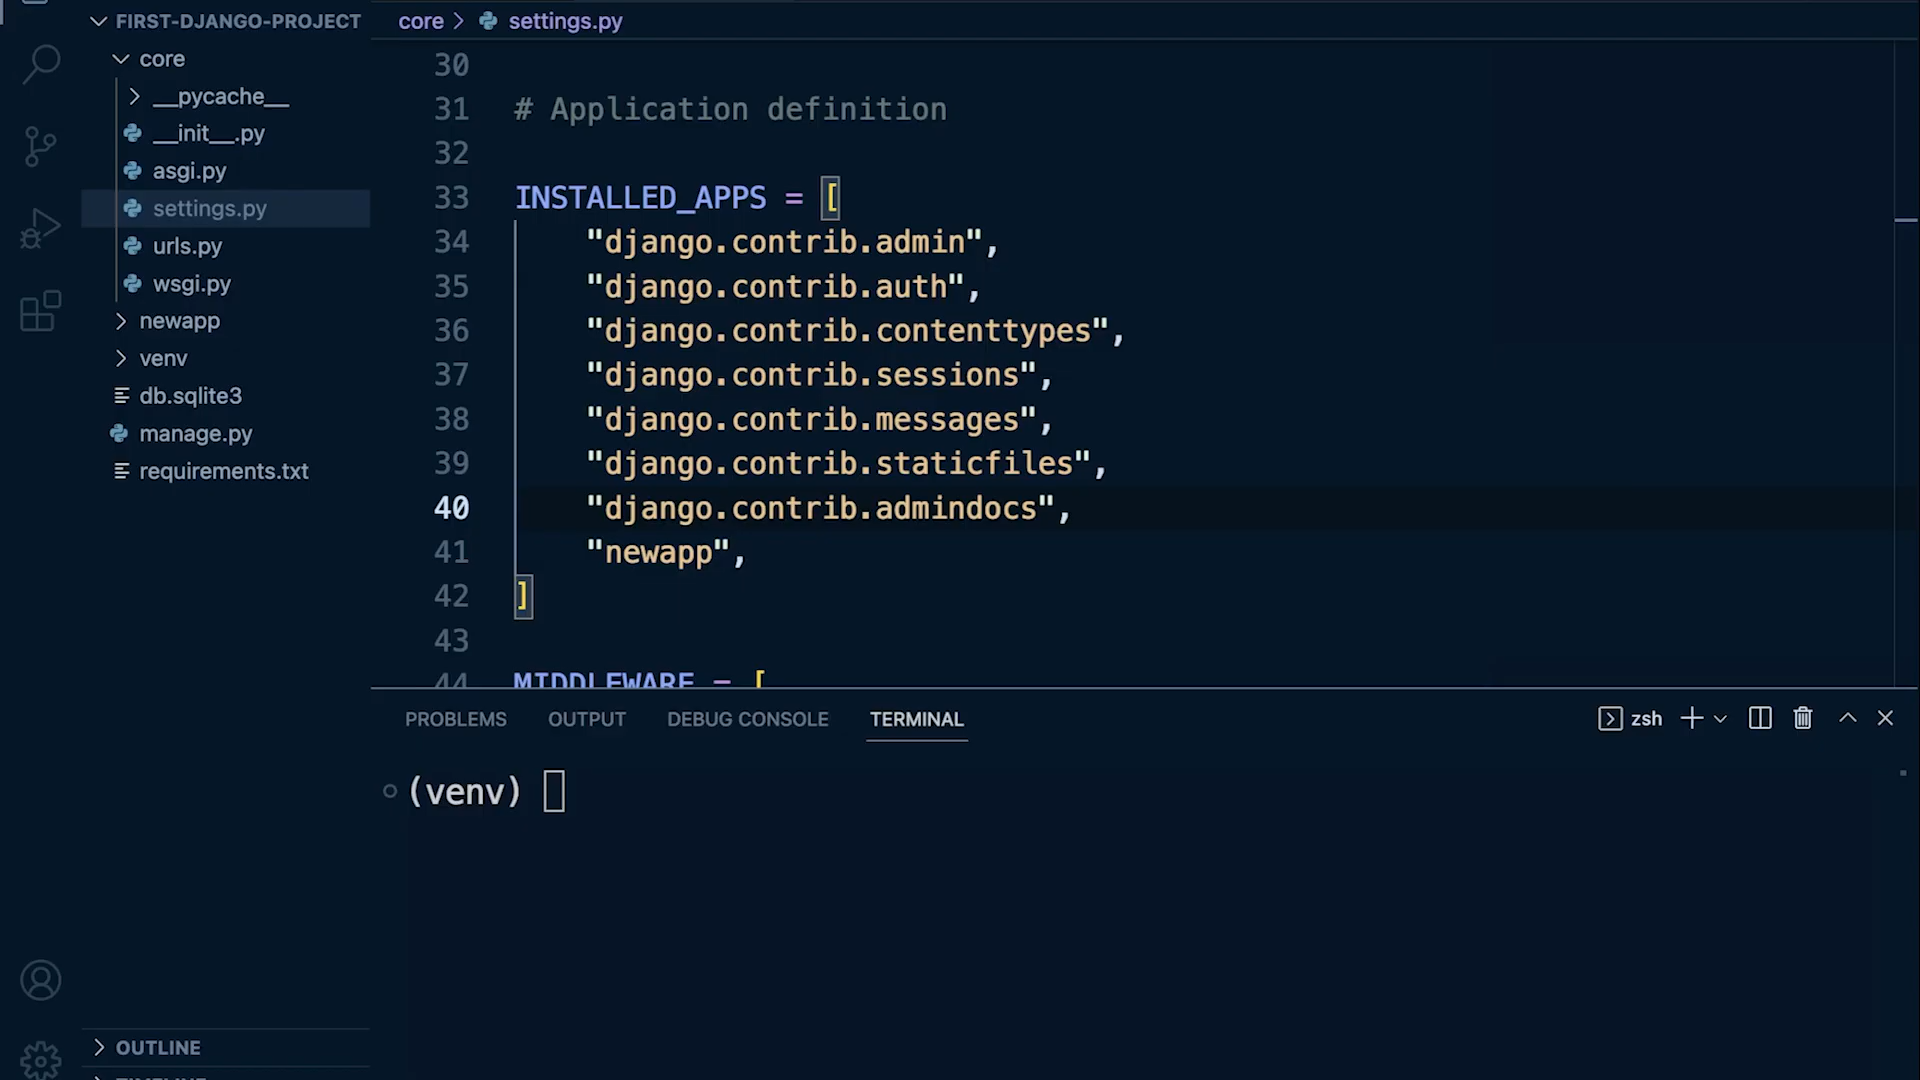 FIRST-DJANGO-PROJECT
core
__pycache__
__init__.py
asgi.py
settings.py
urls.py
wsgi.py
newapp
venv
db.sqlite3
manage.py
requirements.txt
OUTLINE
TIMELINE
core > settings.py
30
31 # Application definition
32
33 INSTALLED_APPS = [
34 "django.contrib.admin",
35 "django.contrib.auth",
36 "django.contrib.contenttypes",
37 "django.contrib.sessions",
38 "django.contrib.messages",
39 "django.contrib.staticfiles",
40 "django.contrib.admindocs",
41 "newapp",
42 ]
43
44 MIDDLEWARE = [
PROBLEMS OUTPUT DEBUG CONSOLE TERMINAL zsh
(venv)